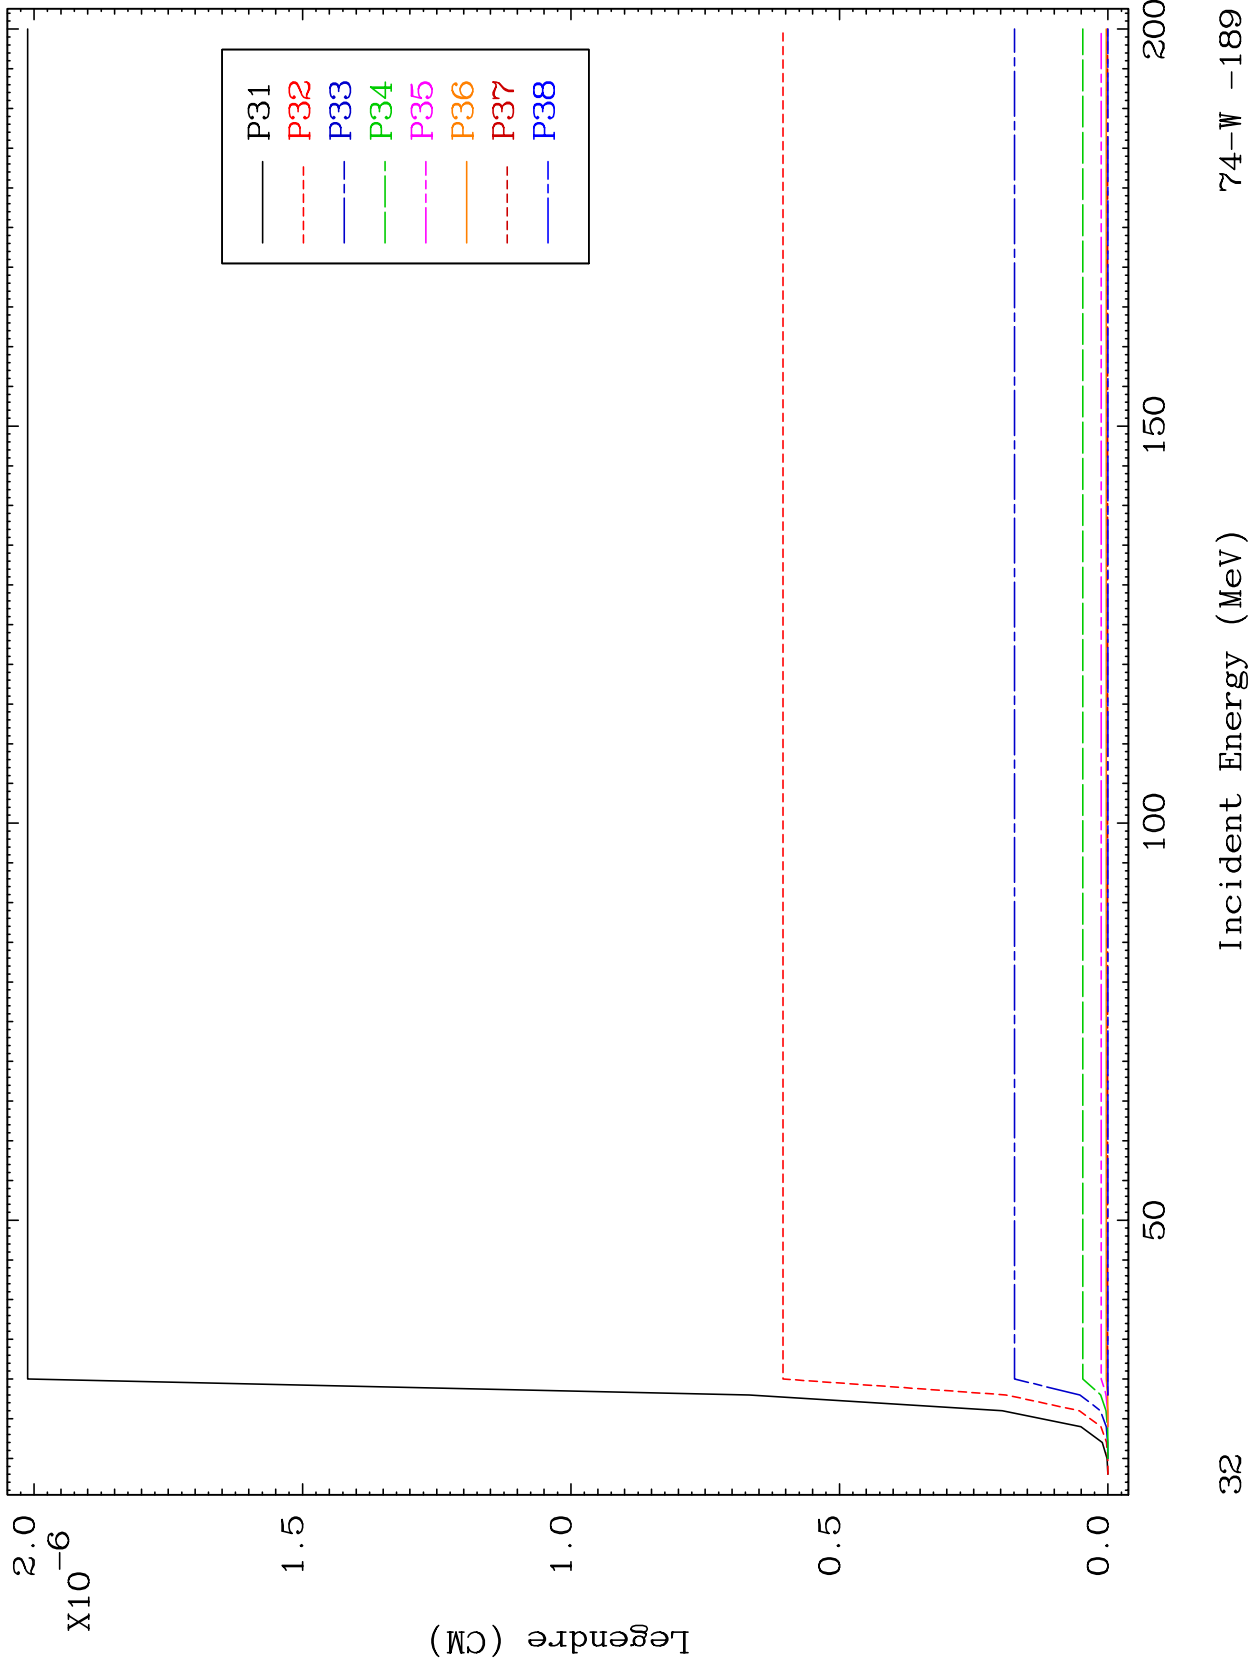 2.0
X10^-6
1.5
1.0
0.5
0.0
Legendre (CM)
P31
P32
P33
P34
P35
P36
P37
P38
50
100
150
200
Incident Energy (MeV)
32
74-W -189